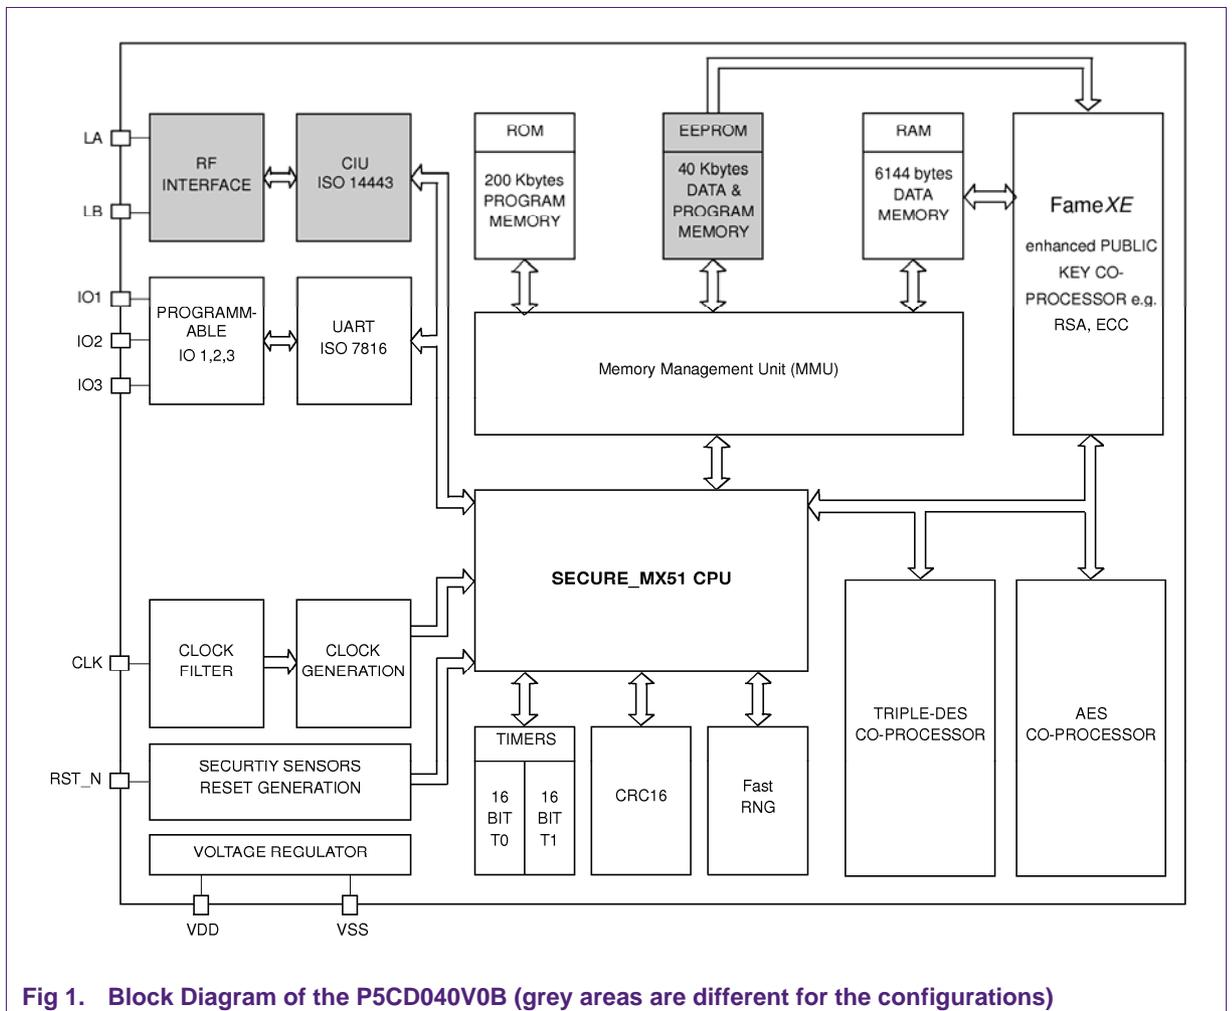 LA
LB
RF
INTERFACE
CIU
ISO 14443
ROM
200 Kbytes
PROGRAM
MEMORY
EEPROM
40 Kbytes
DATA &
PROGRAM
MEMORY
RAM
6144 bytes
DATA
MEMORY
FameXE
enhanced PUBLIC
KEY CO-
PROCESSOR e.g.
RSA, ECC
IO1
IO2
IO3
PROGRAMM-
ABLE
IO 1,2,3
UART
ISO 7816
Memory Management Unit (MMU)
SECURE_MX51 CPU
CLK
CLOCK
FILTER
CLOCK
GENERATION
RST_N
SECURTIY SENSORS
RESET GENERATION
VOLTAGE REGULATOR
VDD
VSS
TIMERS
16
BIT
T0
16
BIT
T1
CRC16
Fast
RNG
TRIPLE-DES
CO-PROCESSOR
AES
CO-PROCESSOR
Fig 1. Block Diagram of the P5CD040V0B (grey areas are different for the configurations)